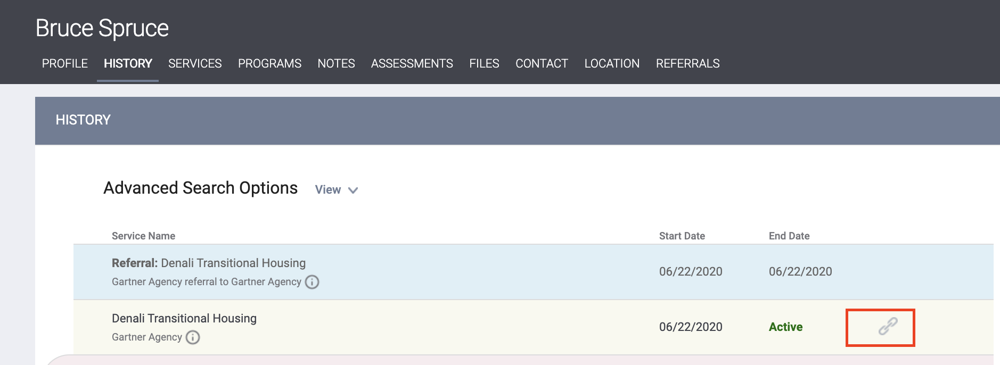 Bruce Spruce
PROFILE HISTORY SERVICES PROGRAMS NOTES ASSESSMENTS FILES CONTACT LOCATION REFERRALS
HISTORY
Advanced Search Options View
Service Name Start Date End Date
Referral: Denali Transitional Housing 06/22/2020 06/22/2020
Gartner Agency referral to Gartner Agency
Denali Transitional Housing 06/22/2020 Active
Gartner Agency